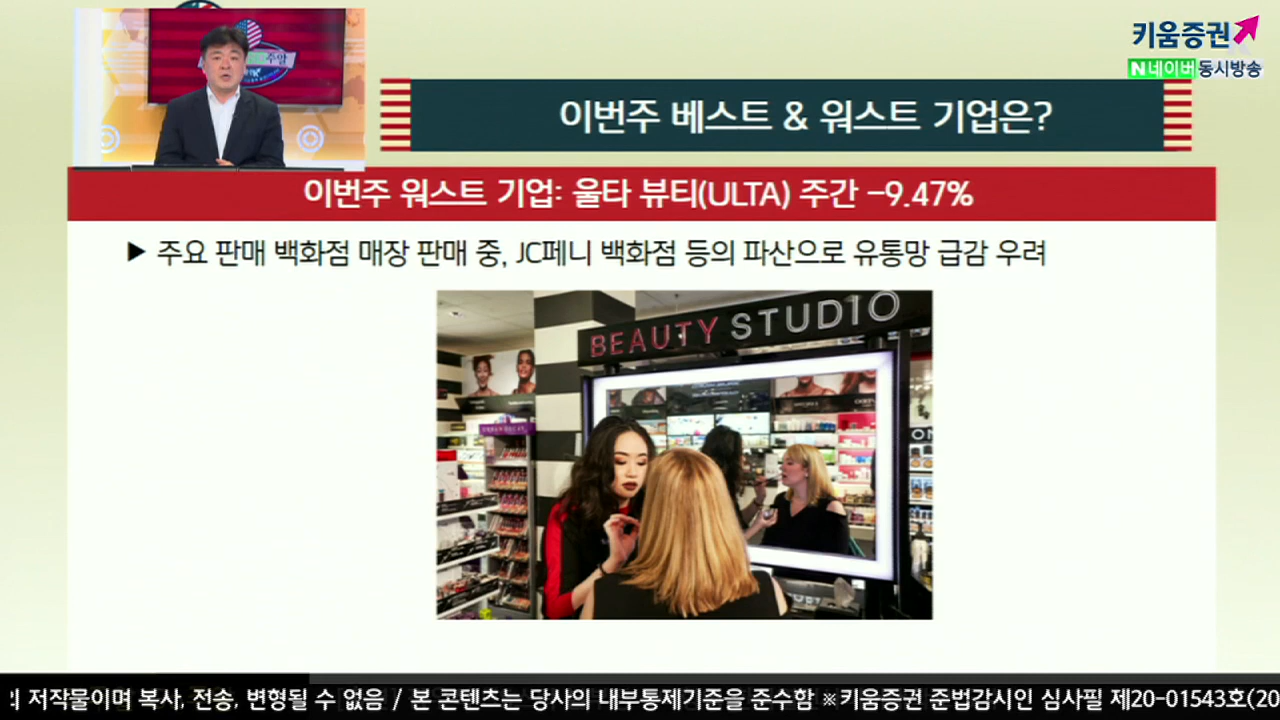 키움증권
N 네이버 동시방송
이번주 베스트 & 워스트 기업은?
이번주 워스트 기업: 울타 뷰티(ULTA) 주간 -9.47%
▶ 주요 판매 백화점 매장 판매 중, JC페니 백화점 등의 파산으로 유통망 급감 우려
BEAUTY STUDIO
저작물이며 복사, 전송, 변형될 수 없음 / 본 콘텐츠는 당사의 내부통제기준을 준수함 ※키움증권 준법감시인 심사필 제20-01543호(20